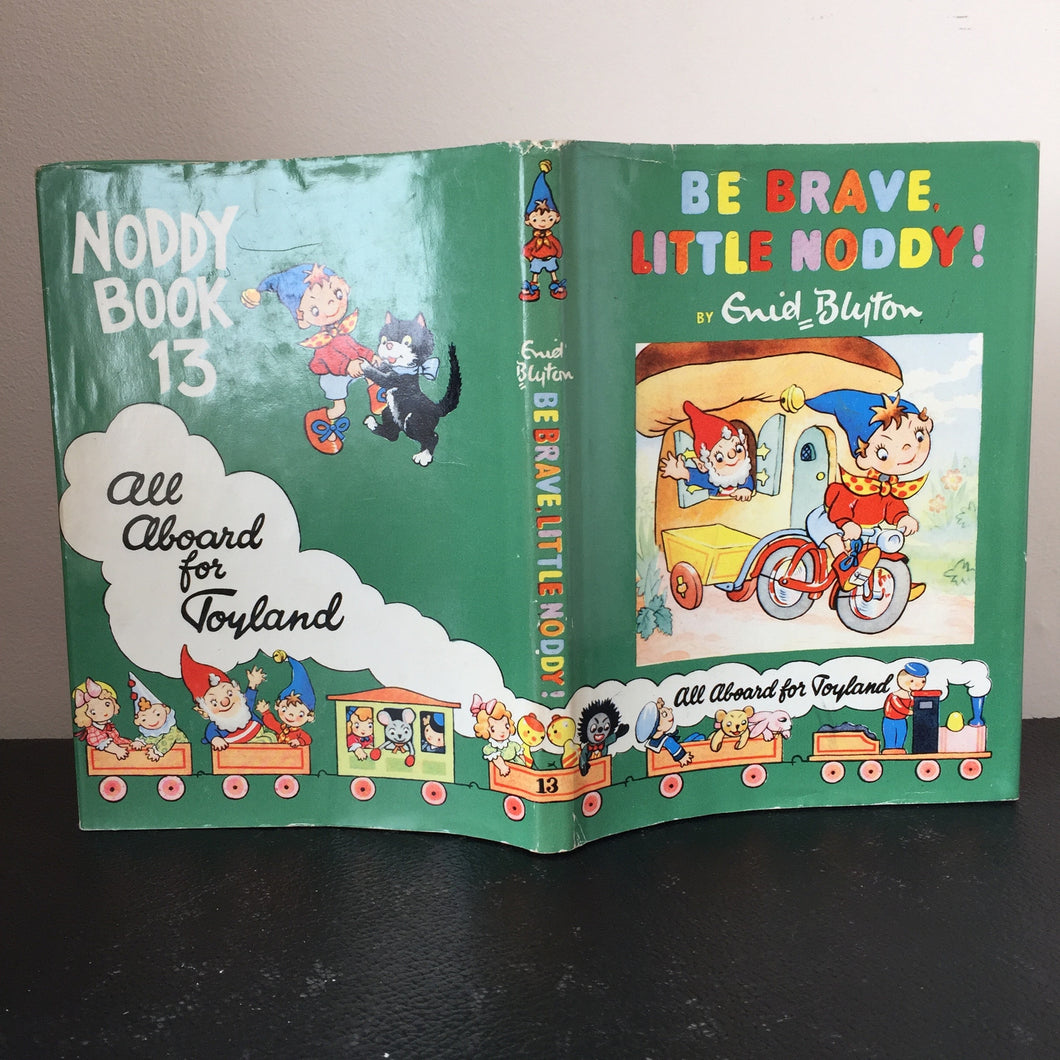 NODDY
BOOK
13
All
Aboard
for
Toyland
Enid
Blyton
BE BRAVE, LITTLE NODDY!
13
BE BRAVE,
LITTLE NODDY!
BY Enid Blyton
All Aboard for Toyland